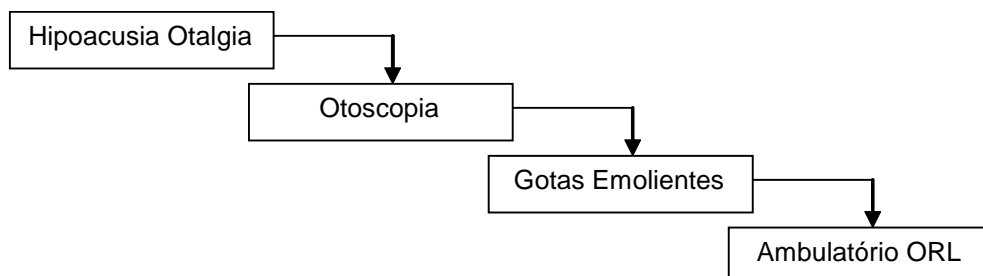 Hipoacusia Otalgia
Otoscopia
Gotas Emolientes
Ambulatório ORL